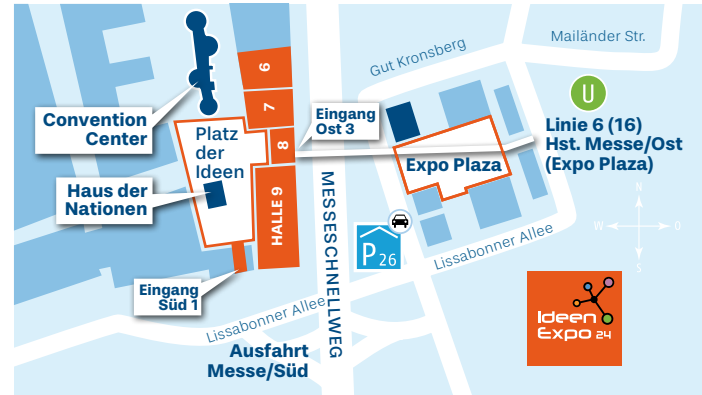 Mailänder Str.
Gut Kronsberg
6
7
8
HALLE 9
Convention
Center
Platz
der
Ideen
Eingang
Ost 3
U
Linie 6 (16)
Hst. Messe/Ost
(Expo Plaza)
Expo Plaza
Haus der
Nationen
MESSESCHNELLWEG
N
W
O
S
P26
Lissabonner Allee
Eingang
Süd 1
Lissabonner Allee
Ausfahrt
Messe/Süd
Ideen
Expo 24